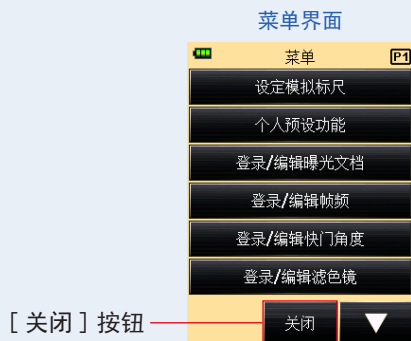 菜单界面
菜单 P1
设定模拟标尺
个人预设功能
登录/编辑曝光文档
登录/编辑帧频
登录/编辑快门角度
登录/编辑滤色镜
[ 关闭 ] 按钮
关闭